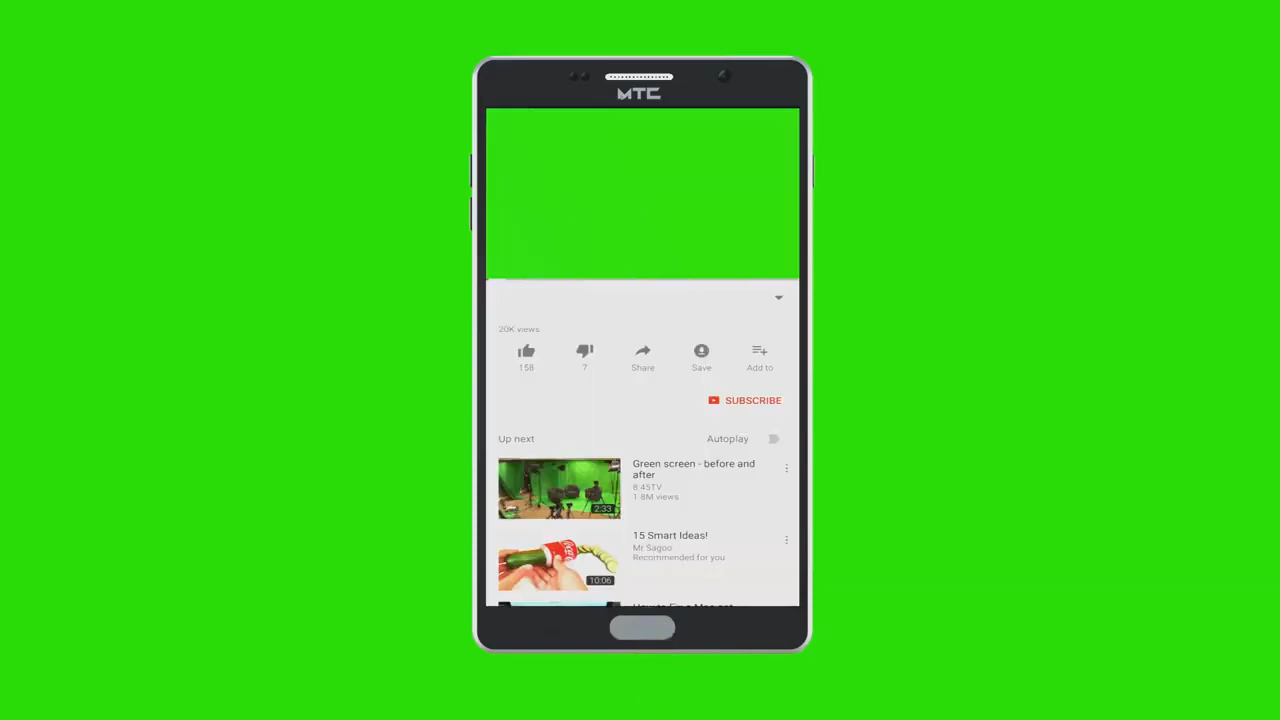 MTC
20K views
158
7
Share
Save
Add to
SUBSCRIBE
Up next
Autoplay
Green screen - before and
after
8:45TV
1·8M views
2:33
15 Smart Ideas!
Mr Sagoo
Recommended for you
10:06